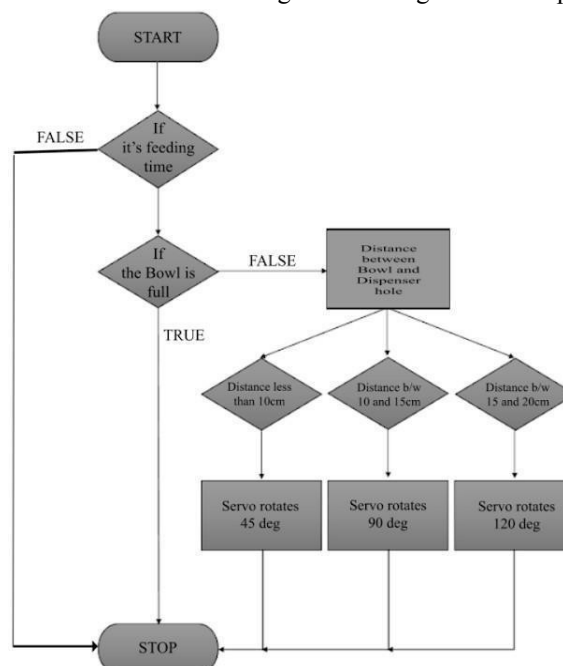 START
FALSE
If
it's feeding
time
If
the Bowl is
full
FALSE
Distance
between
Bowl and
Dispenser
hole
TRUE
Distance less
than 10cm
Distance b/w
10 and 15cm
Distance b/w
15 and 20cm
Servo rotates
45 deg
Servo rotates
90 deg
Servo rotates
120 deg
STOP